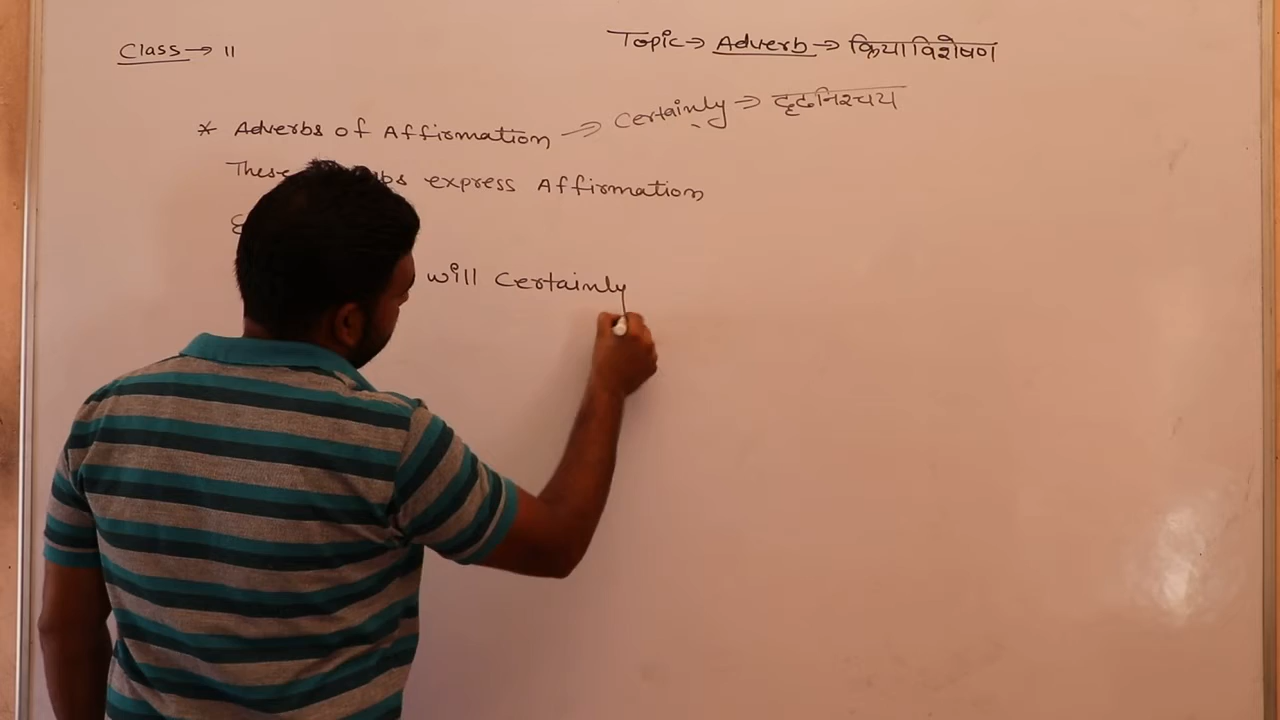 Class → 11
Topic → Adverb → क्रियाविशेषण
* Adverbs of Affirmation → Certainly → दृढनिश्चय
These express Affirmation
will Certainly